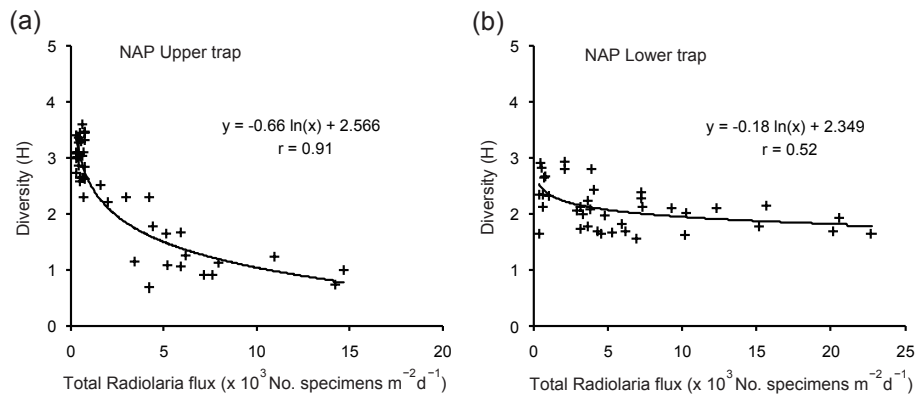 (a)
NAP Upper trap
y = -0.66 ln(x) + 2.566
r = 0.91
Diversity (H)
5
4
3
2
1
0
0 5 10 15 20
Total Radiolaria flux (x 10³ No. specimens m⁻² d⁻¹)
(b)
NAP Lower trap
y = -0.18 ln(x) + 2.349
r = 0.52
Diversity (H)
5
4
3
2
1
0
0 5 10 15 20 25
Total Radiolaria flux (x 10³ No. specimens m⁻² d⁻¹)